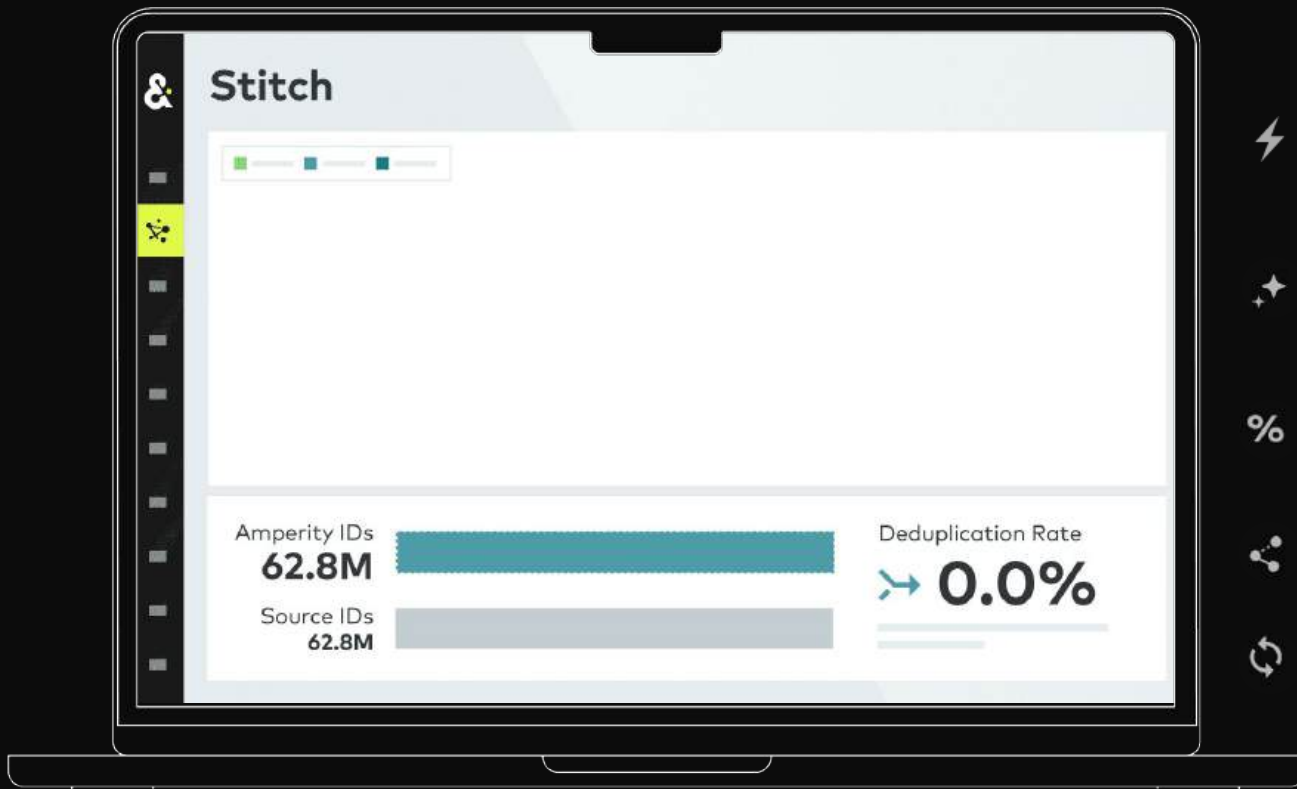 Stitch
Amperity IDs
62.8M
Source IDs
62.8M
Deduplication Rate
0.0%